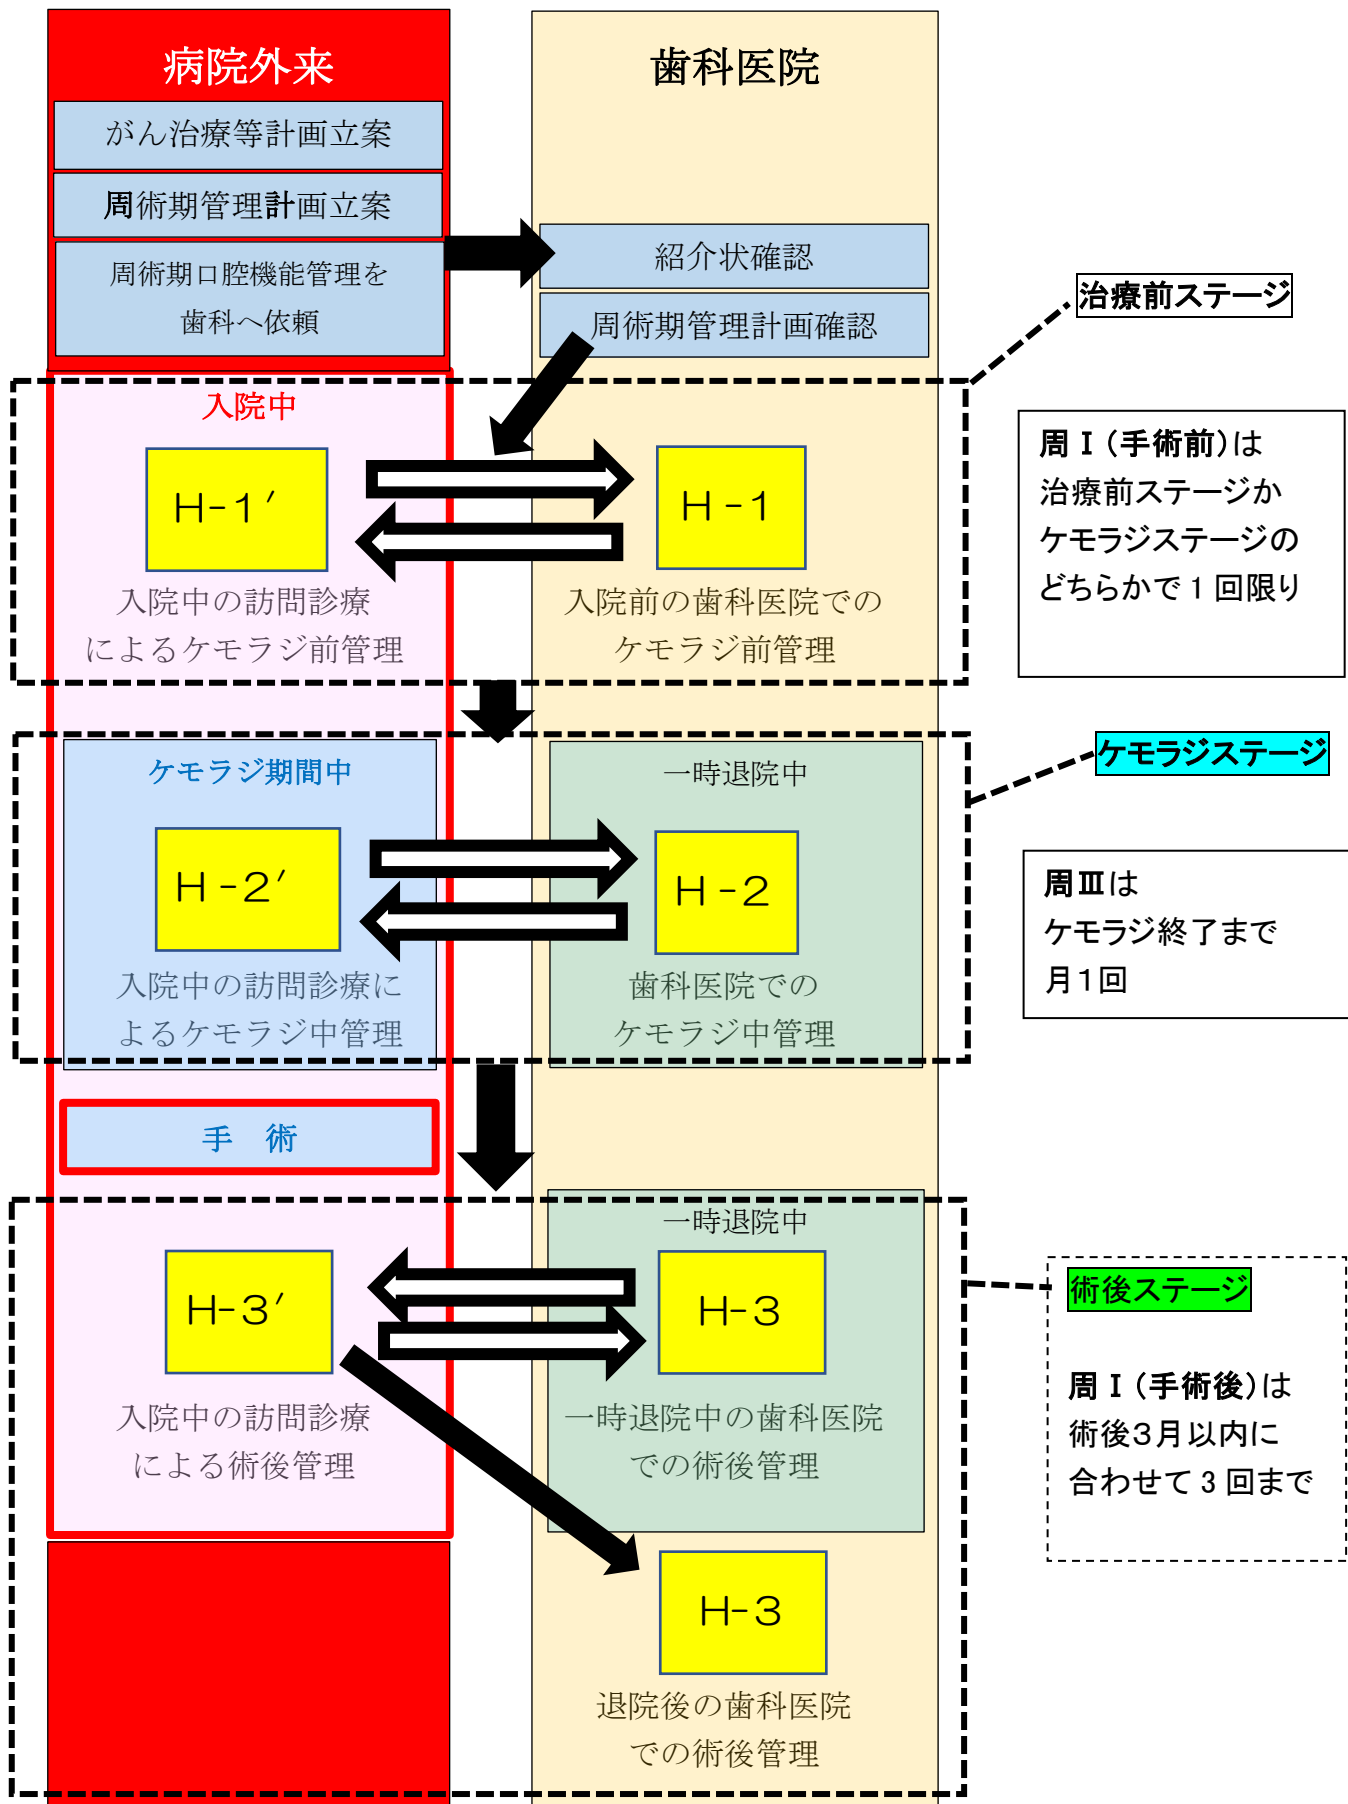 病院外来
がん治療等計画立案
周術期管理計画立案
周術期口腔機能管理を
歯科へ依頼
歯科医院
紹介状確認
周術期管理計画確認
治療前ステージ
入院中
H-1′
入院中の訪問診療
によるケモラジ前管理
H-1
入院前の歯科医院での
ケモラジ前管理
周Ⅰ(手術前)は
治療前ステージか
ケモラジステージの
どちらかで1回限り
ケモラジステージ
ケモラジ期間中
H-2′
入院中の訪問診療に
よるケモラジ中管理
一時退院中
H-2
歯科医院での
ケモラジ中管理
周Ⅲは
ケモラジ終了まで
月1回
手 術
H-3′
入院中の訪問診療
による術後管理
一時退院中
H-3
一時退院中の歯科医院
での術後管理
H-3
退院後の歯科医院
での術後管理
術後ステージ
周Ⅰ(手術後)は
術後3月以内に
合わせて3回まで